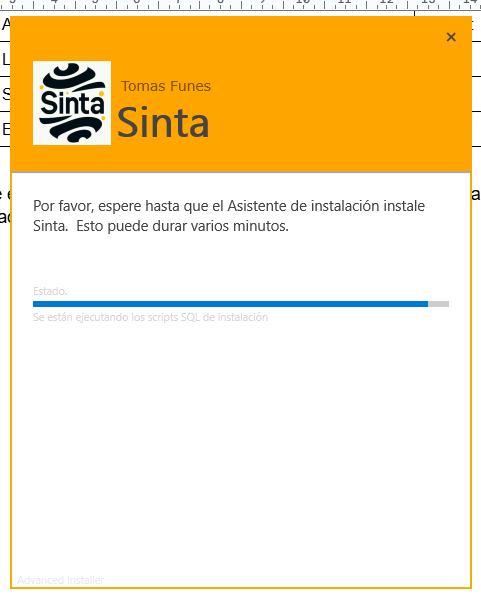 A
L
S
E
Tomas Funes
Sinta
Sinta
Por favor, espere hasta que el Asistente de instalación instale
Sinta. Esto puede durar varios minutos.
Estado.
Se están ejecutando los scripts SQL de instalación
Advanced Installer